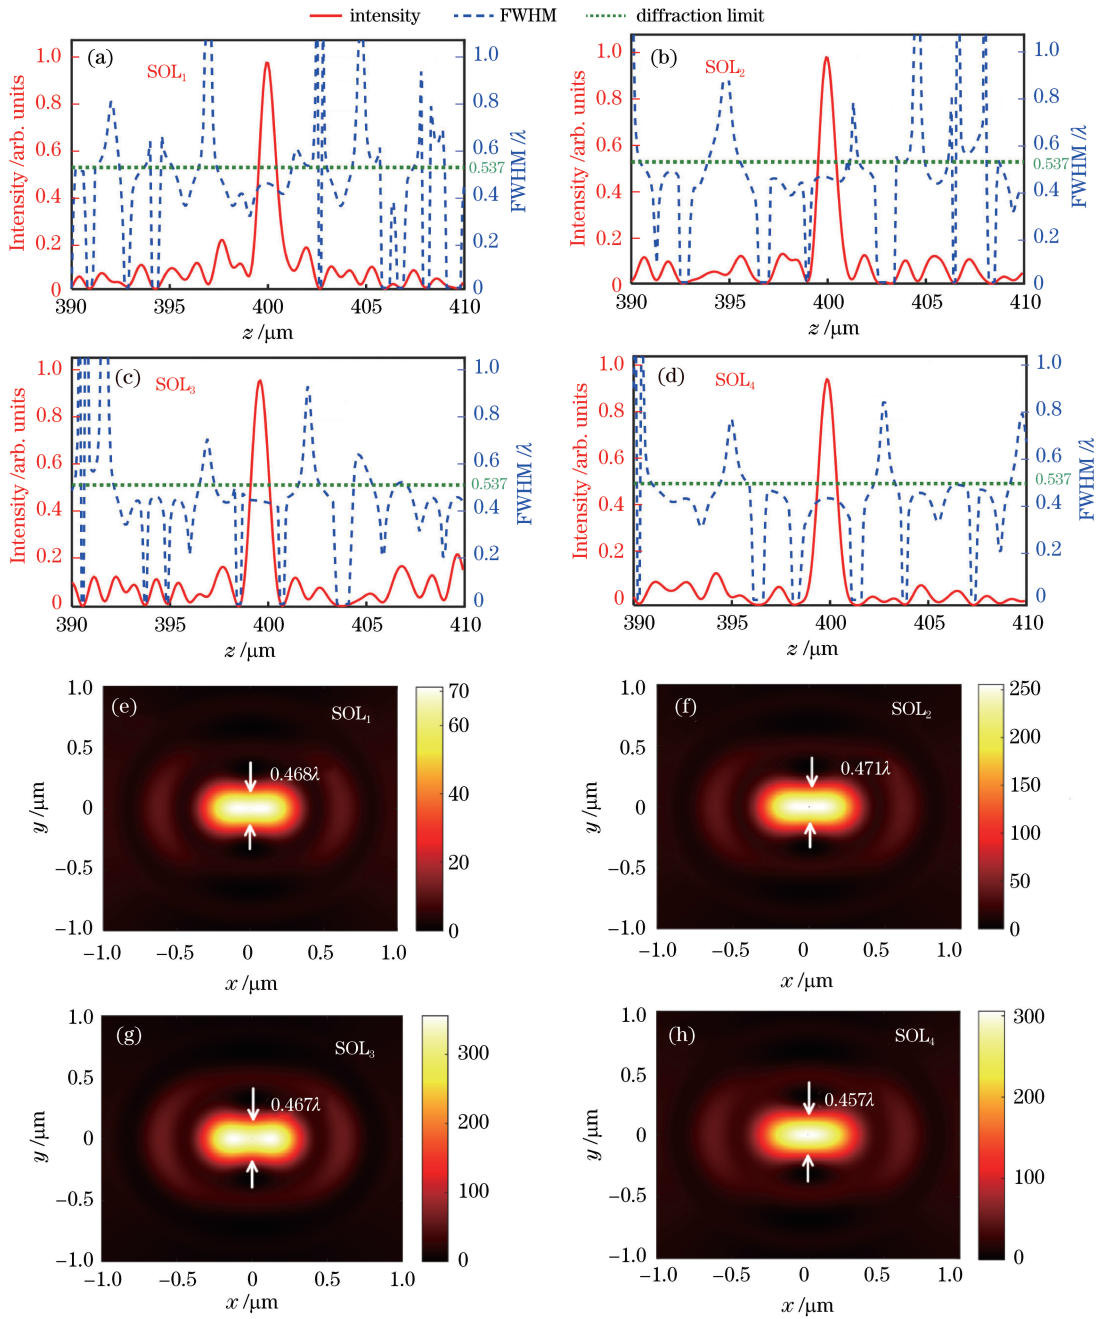 intensity FWHM diffraction limit
(a) SOL1
1.0
0.8
0.6
0.4
0.2
0
Intensity /arb. units
1.0
0.8
0.6
0.537
0.4
0.2
0
FWHM /λ
390 395 400 405 410
z /μm
(b) SOL2
1.0
0.8
0.6
0.4
0.2
0
Intensity /arb. units
1.0
0.8
0.6
0.537
0.4
0.2
0
FWHM /λ
390 395 400 405 410
z /μm
(c) SOL3
1.0
0.8
0.6
0.4
0.2
0
Intensity /arb. units
1.0
0.8
0.6
0.537
0.4
0.2
0
FWHM /λ
390 395 400 405 410
z /μm
(d) SOL4
1.0
0.8
0.6
0.4
0.2
0
Intensity /arb. units
1.0
0.8
0.6
0.537
0.4
0.2
0
FWHM /λ
390 395 400 405 410
z /μm
(e) SOL1
0.468λ
1.0
0.5
0
−0.5
−1.0
y /μm
70
60
40
20
0
−1.0 −0.5 0 0.5 1.0
x /μm
(f) SOL2
0.471λ
1.0
0.5
0
−0.5
−1.0
y /μm
250
200
150
100
50
0
−1.0 −0.5 0 0.5 1.0
x /μm
(g) SOL3
0.467λ
1.0
0.5
0
−0.5
−1.0
y /μm
300
200
100
0
−1.0 −0.5 0 0.5 1.0
x /μm
(h) SOL4
0.457λ
1.0
0.5
0
−0.5
−1.0
y /μm
300
200
100
0
−1.0 −0.5 0 0.5 1.0
x /μm